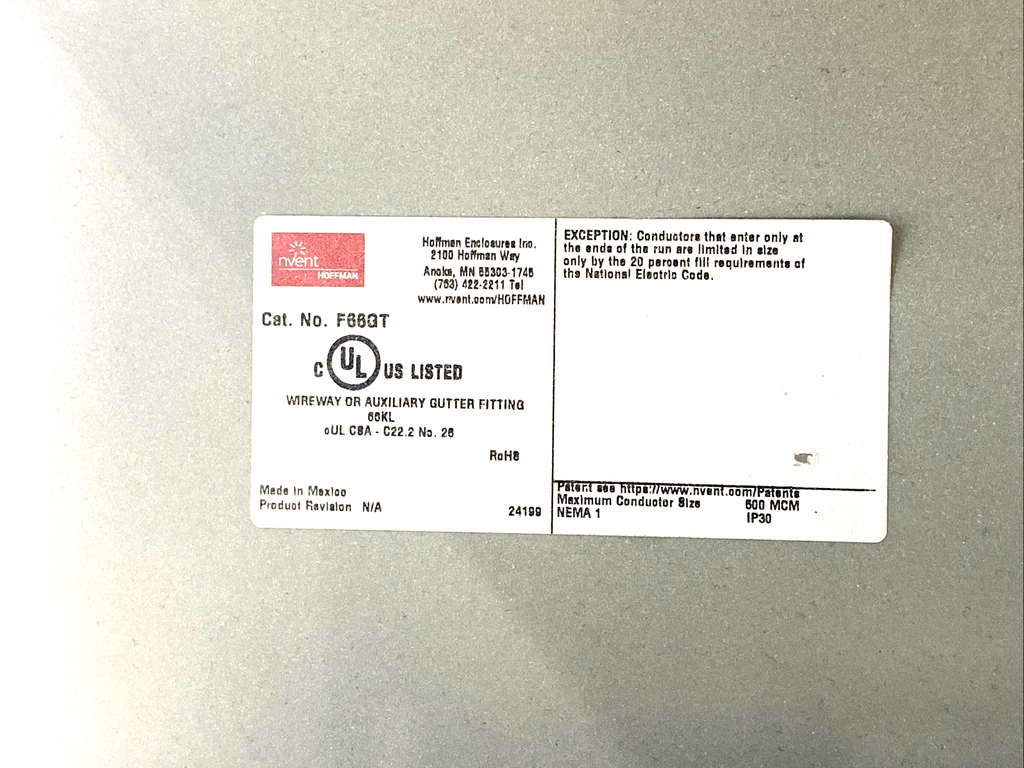 nvent
HOFFMAN
Hoffman Enclosures Inc.
2100 Hoffman Way
Anoka, MN 55303-1745
(763) 422-2211 Tel
www.nvent.com/HOFFMAN
Cat. No. F66GT
C UL US LISTED
WIREWAY OR AUXILIARY GUTTER FITTING
66KL
cUL CSA - C22.2 No. 26
RoHS
Made in Mexico
Product Revision N/A
24199
EXCEPTION: Conductors that enter only at
the ends of the run are limited in size
only by the 20 percent fill requirements of
the National Electric Code.
Patent see https://www.nvent.com/Patents
Maximum Conductor Size 500 MCM
NEMA 1 IP30